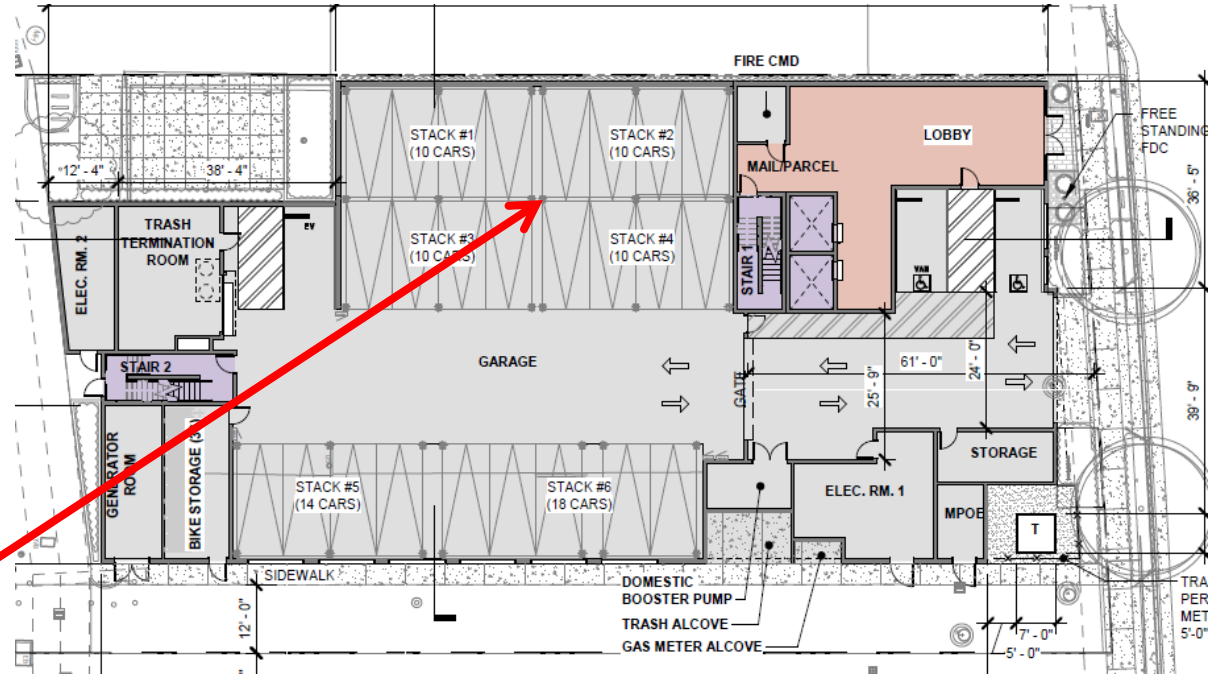 FIRE CMD
STACK #1
(10 CARS)
STACK #2
(10 CARS)
LOBBY
FREE
STANDING
FDC
MAIL/PARCEL
12' - 4"
38' - 4"
36' - 5"
TRASH
TERMINATION
ROOM
EV
ELEC. RM. 2
STACK #3
(10 CARS)
STACK #4
(10 CARS)
STAIR 1
VAN
STAIR 2
GARAGE
GATE
61' - 0"
25' - 9"
24' - 0"
39' - 9"
GENERATOR
ROOM
BIKE STORAGE
STACK #5
(14 CARS)
STACK #6
(18 CARS)
ELEC. RM. 1
STORAGE
MPOE
T
SIDEWALK
12' - 0"
DOMESTIC
BOOSTER PUMP
TRASH ALCOVE
GAS METER ALCOVE
7' - 0"
5' - 0"
TRA
PER
MET
5'-0"